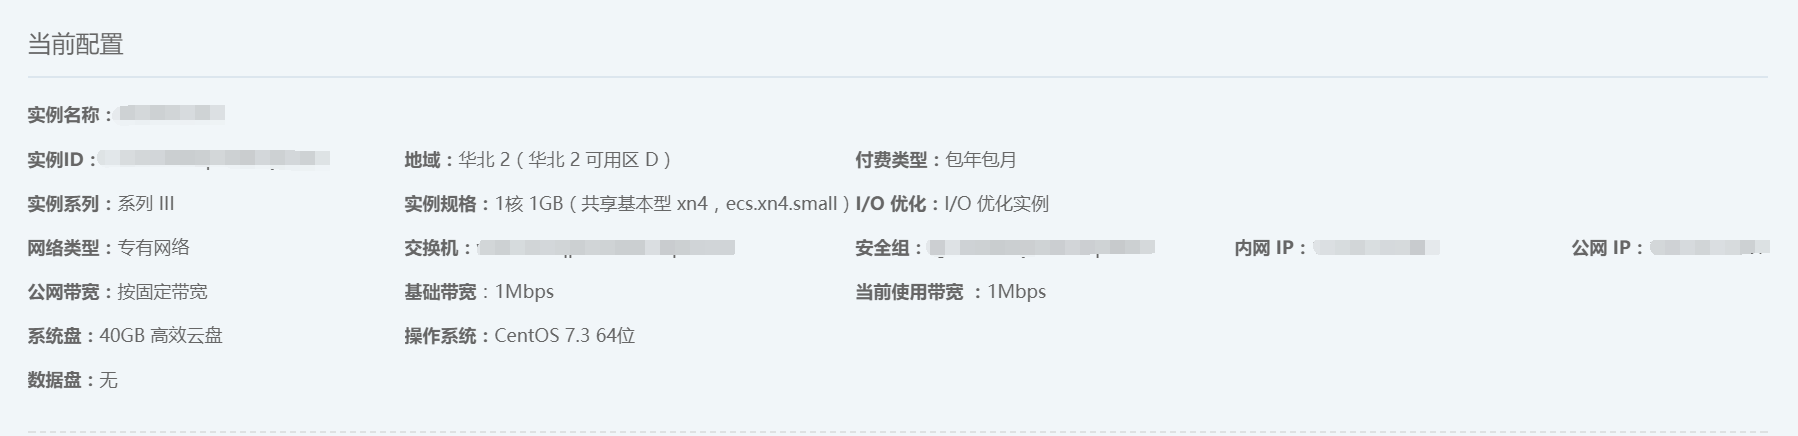 当前配置
实例名称：
实例ID： 地域：华北 2（华北 2 可用区 D） 付费类型：包年包月
实例系列：系列 III 实例规格：1核 1GB（共享基本型 xn4，ecs.xn4.small） I/O 优化：I/O 优化实例
网络类型：专有网络 交换机： 安全组： 内网 IP： 公网 IP：
公网带宽：按固定带宽 基础带宽：1Mbps 当前使用带宽 ：1Mbps
系统盘：40GB 高效云盘 操作系统：CentOS 7.3 64位
数据盘：无